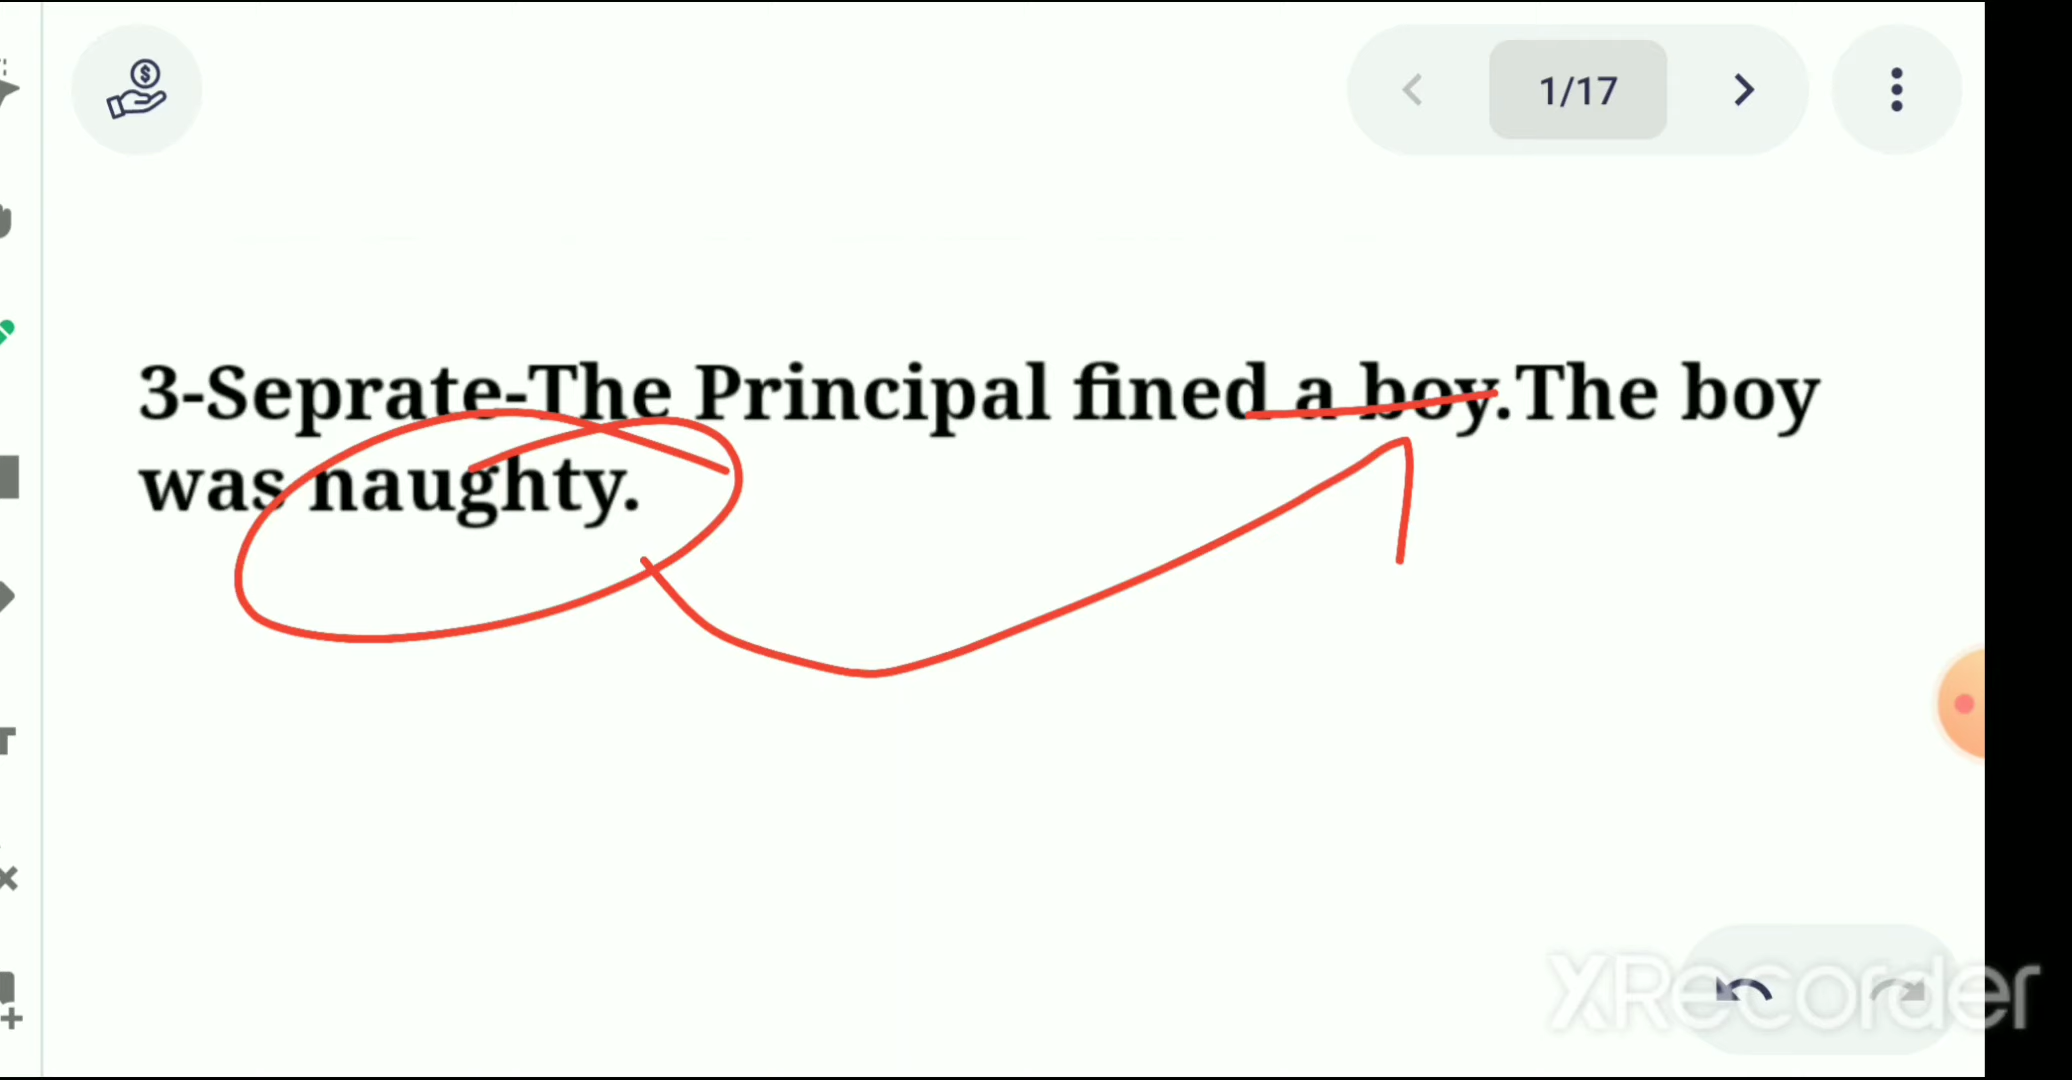 1/17
3-Seprate-The Principal fined a boy.The boy
was naughty.
XRecorder